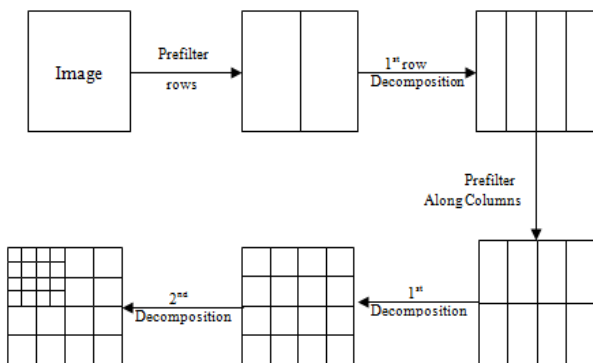 Image
Prefilter
rows
1st row
Decomposition
Prefilter
Along Columns
1st
Decomposition
2nd
Decomposition